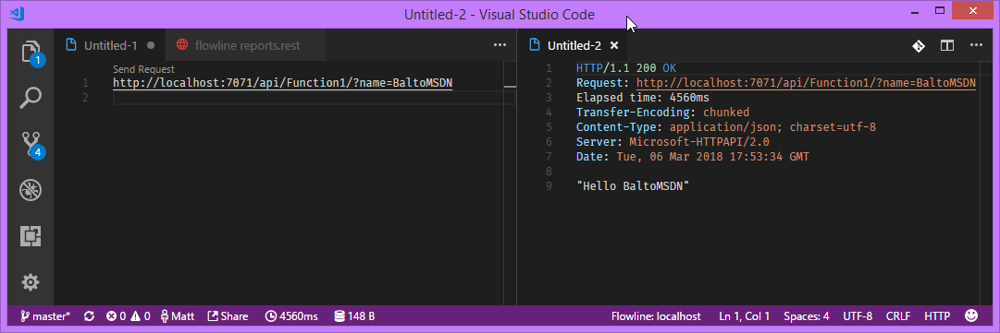 Untitled-2 - Visual Studio Code
Untitled-1
flowline reports.rest
Untitled-2
1
4
Send Request
1 http://localhost:7071/api/Function1/?name=BaltoMSDN
2
1 HTTP/1.1 200 OK
2 Request: http://localhost:7071/api/Function1/?name=BaltoMSDN
3 Elapsed time: 4560ms
4 Transfer-Encoding: chunked
5 Content-Type: application/json; charset=utf-8
6 Server: Microsoft-HTTPAPI/2.0
7 Date: Tue, 06 Mar 2018 17:53:34 GMT
8
9 "Hello BaltoMSDN"
master* 0 0 Matt Share 4560ms 148 B Flowline: localhost Ln 1, Col 1 Spaces: 4 UTF-8 CRLF HTTP